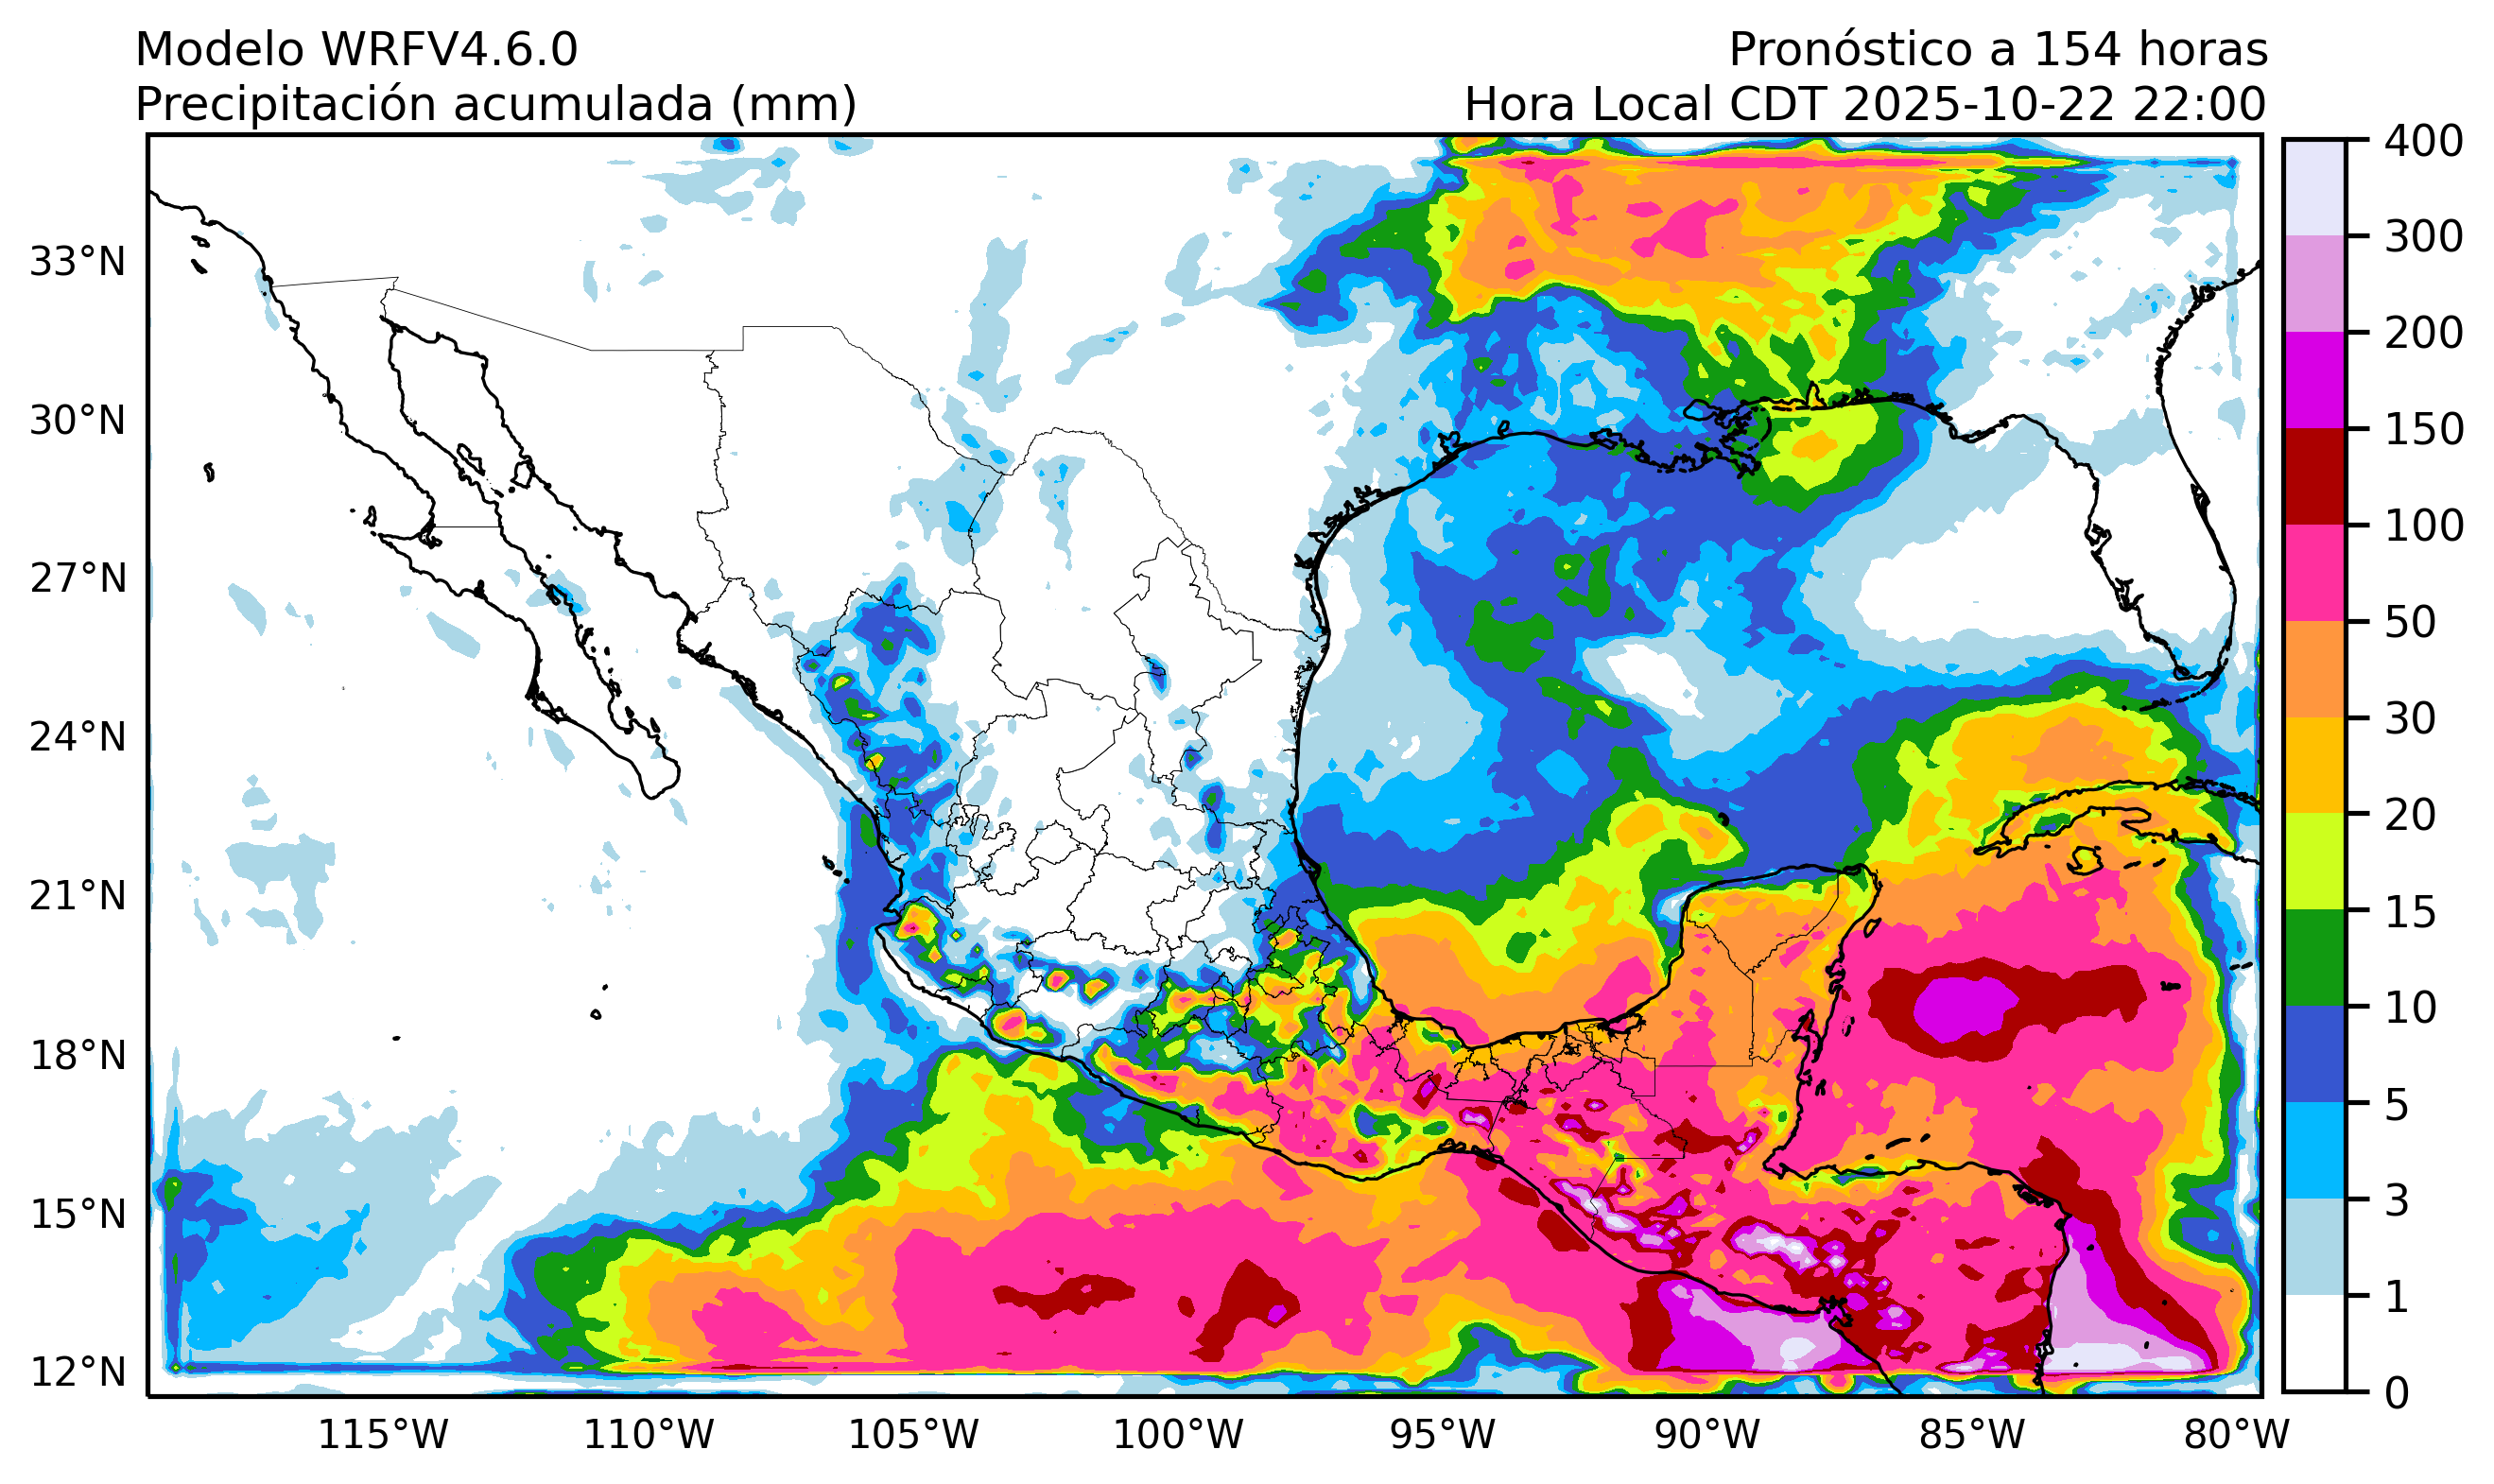 Modelo WRFV4.6.0
Pronóstico a 154 horas
Precipitación acumulada (mm)
Hora Local CDT 2025-10-22 22:00
33°N
30°N
27°N
24°N
21°N
18°N
15°N
12°N
115°W
110°W
105°W
100°W
95°W
90°W
85°W
80°W
400
300
200
150
100
50
30
20
15
10
5
3
1
0